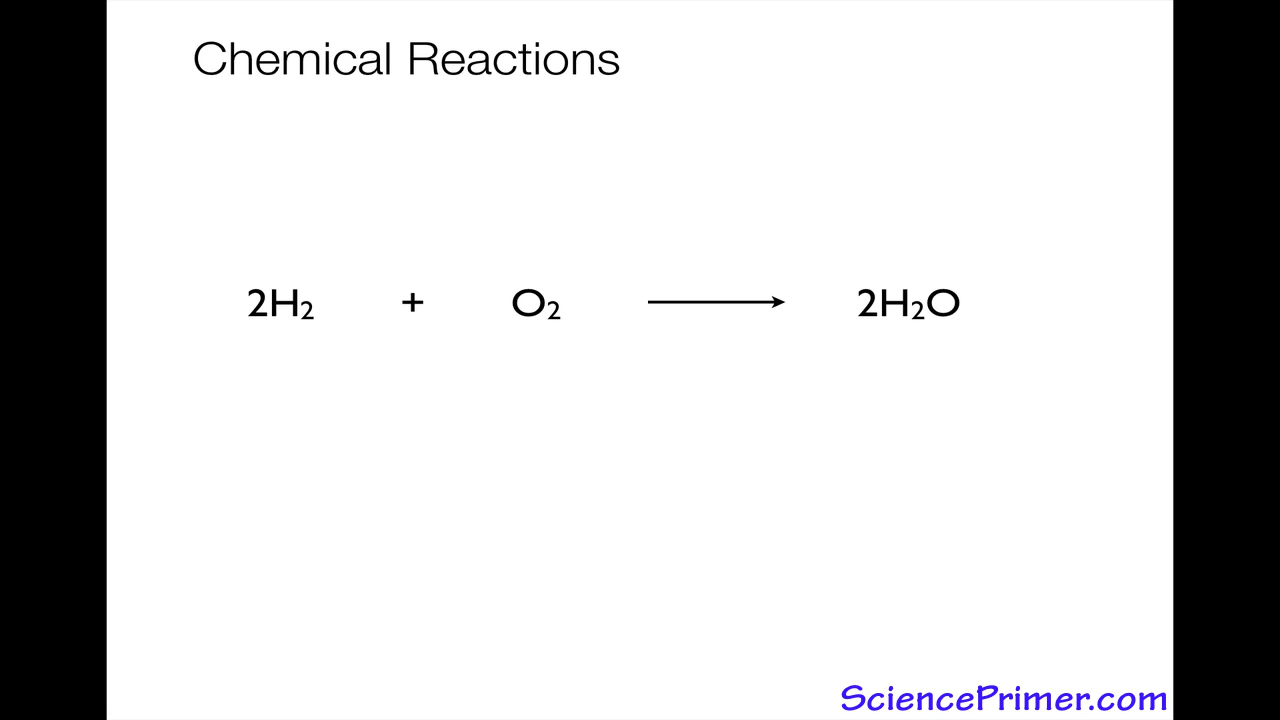 Chemical Reactions
2H₂ + O₂ → 2H₂O
SciencePrimer.com